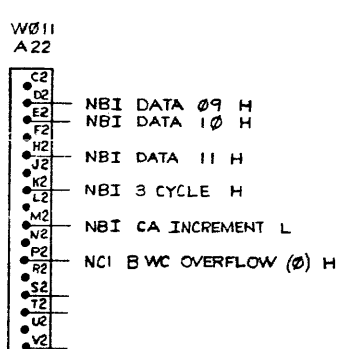 WØ11
A22
C2
D2
NBI DATA Ø9 H
E2
NBI DATA 1Ø H
F2
H2
NBI DATA 11 H
J2
K2
NBI 3 CYCLE H
L2
M2
NBI CA INCREMENT L
N2
P2
NCI B WC OVERFLOW (Ø) H
R2
S2
T2
U2
V2